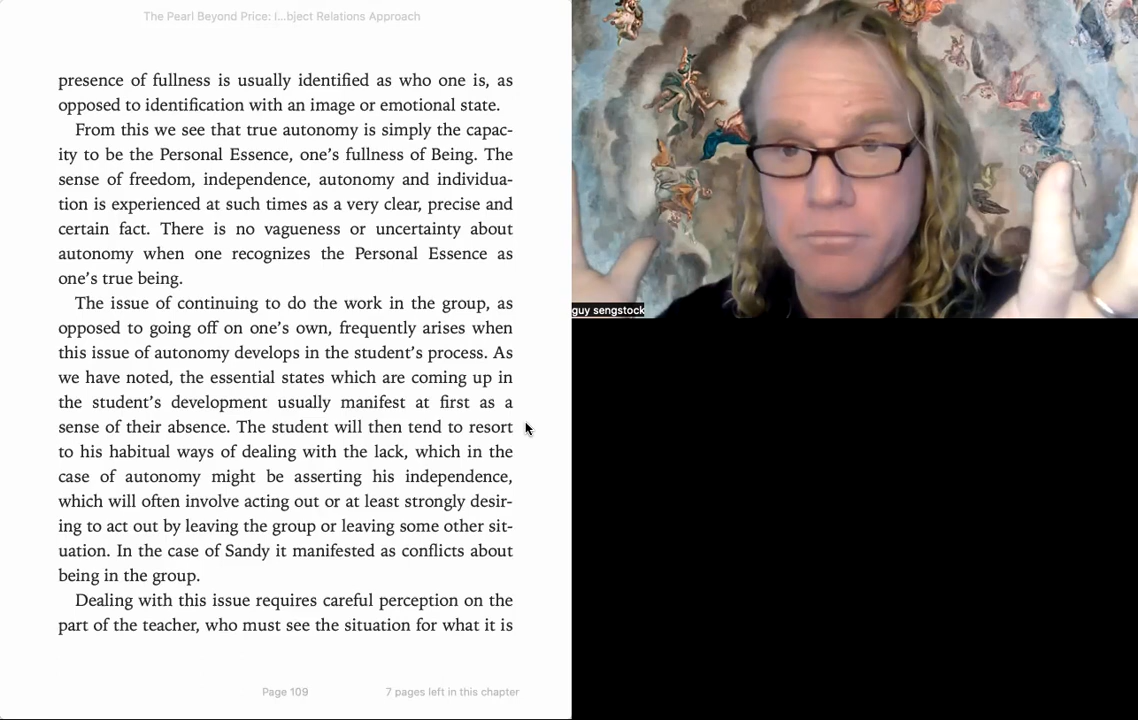 The Pearl Beyond Price: I...bject Relations Approach
presence of fullness is usually identified as who one is, as
opposed to identification with an image or emotional state.
From this we see that true autonomy is simply the capac-
ity to be the Personal Essence, one’s fullness of Being. The
sense of freedom, independence, autonomy and individua-
tion is experienced at such times as a very clear, precise and
certain fact. There is no vagueness or uncertainty about
autonomy when one recognizes the Personal Essence as
one’s true being.
The issue of continuing to do the work in the group, as
opposed to going off on one’s own, frequently arises when
this issue of autonomy develops in the student’s process. As
we have noted, the essential states which are coming up in
the student’s development usually manifest at first as a
sense of their absence. The student will then tend to resort
to his habitual ways of dealing with the lack, which in the
case of autonomy might be asserting his independence,
which will often involve acting out or at least strongly desir-
ing to act out by leaving the group or leaving some other sit-
uation. In the case of Sandy it manifested as conflicts about
being in the group.
Dealing with this issue requires careful perception on the
part of the teacher, who must see the situation for what it is
Page 109
7 pages left in this chapter
guy sengstock